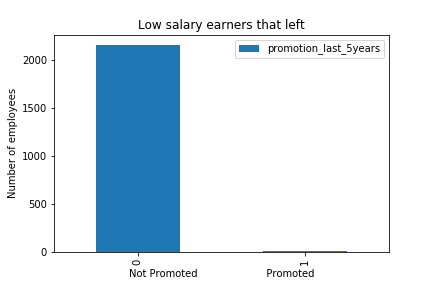 Low salary earners that left
promotion_last_5years
Number of employees
2000
1500
1000
500
0
0
1
Not Promoted Promoted